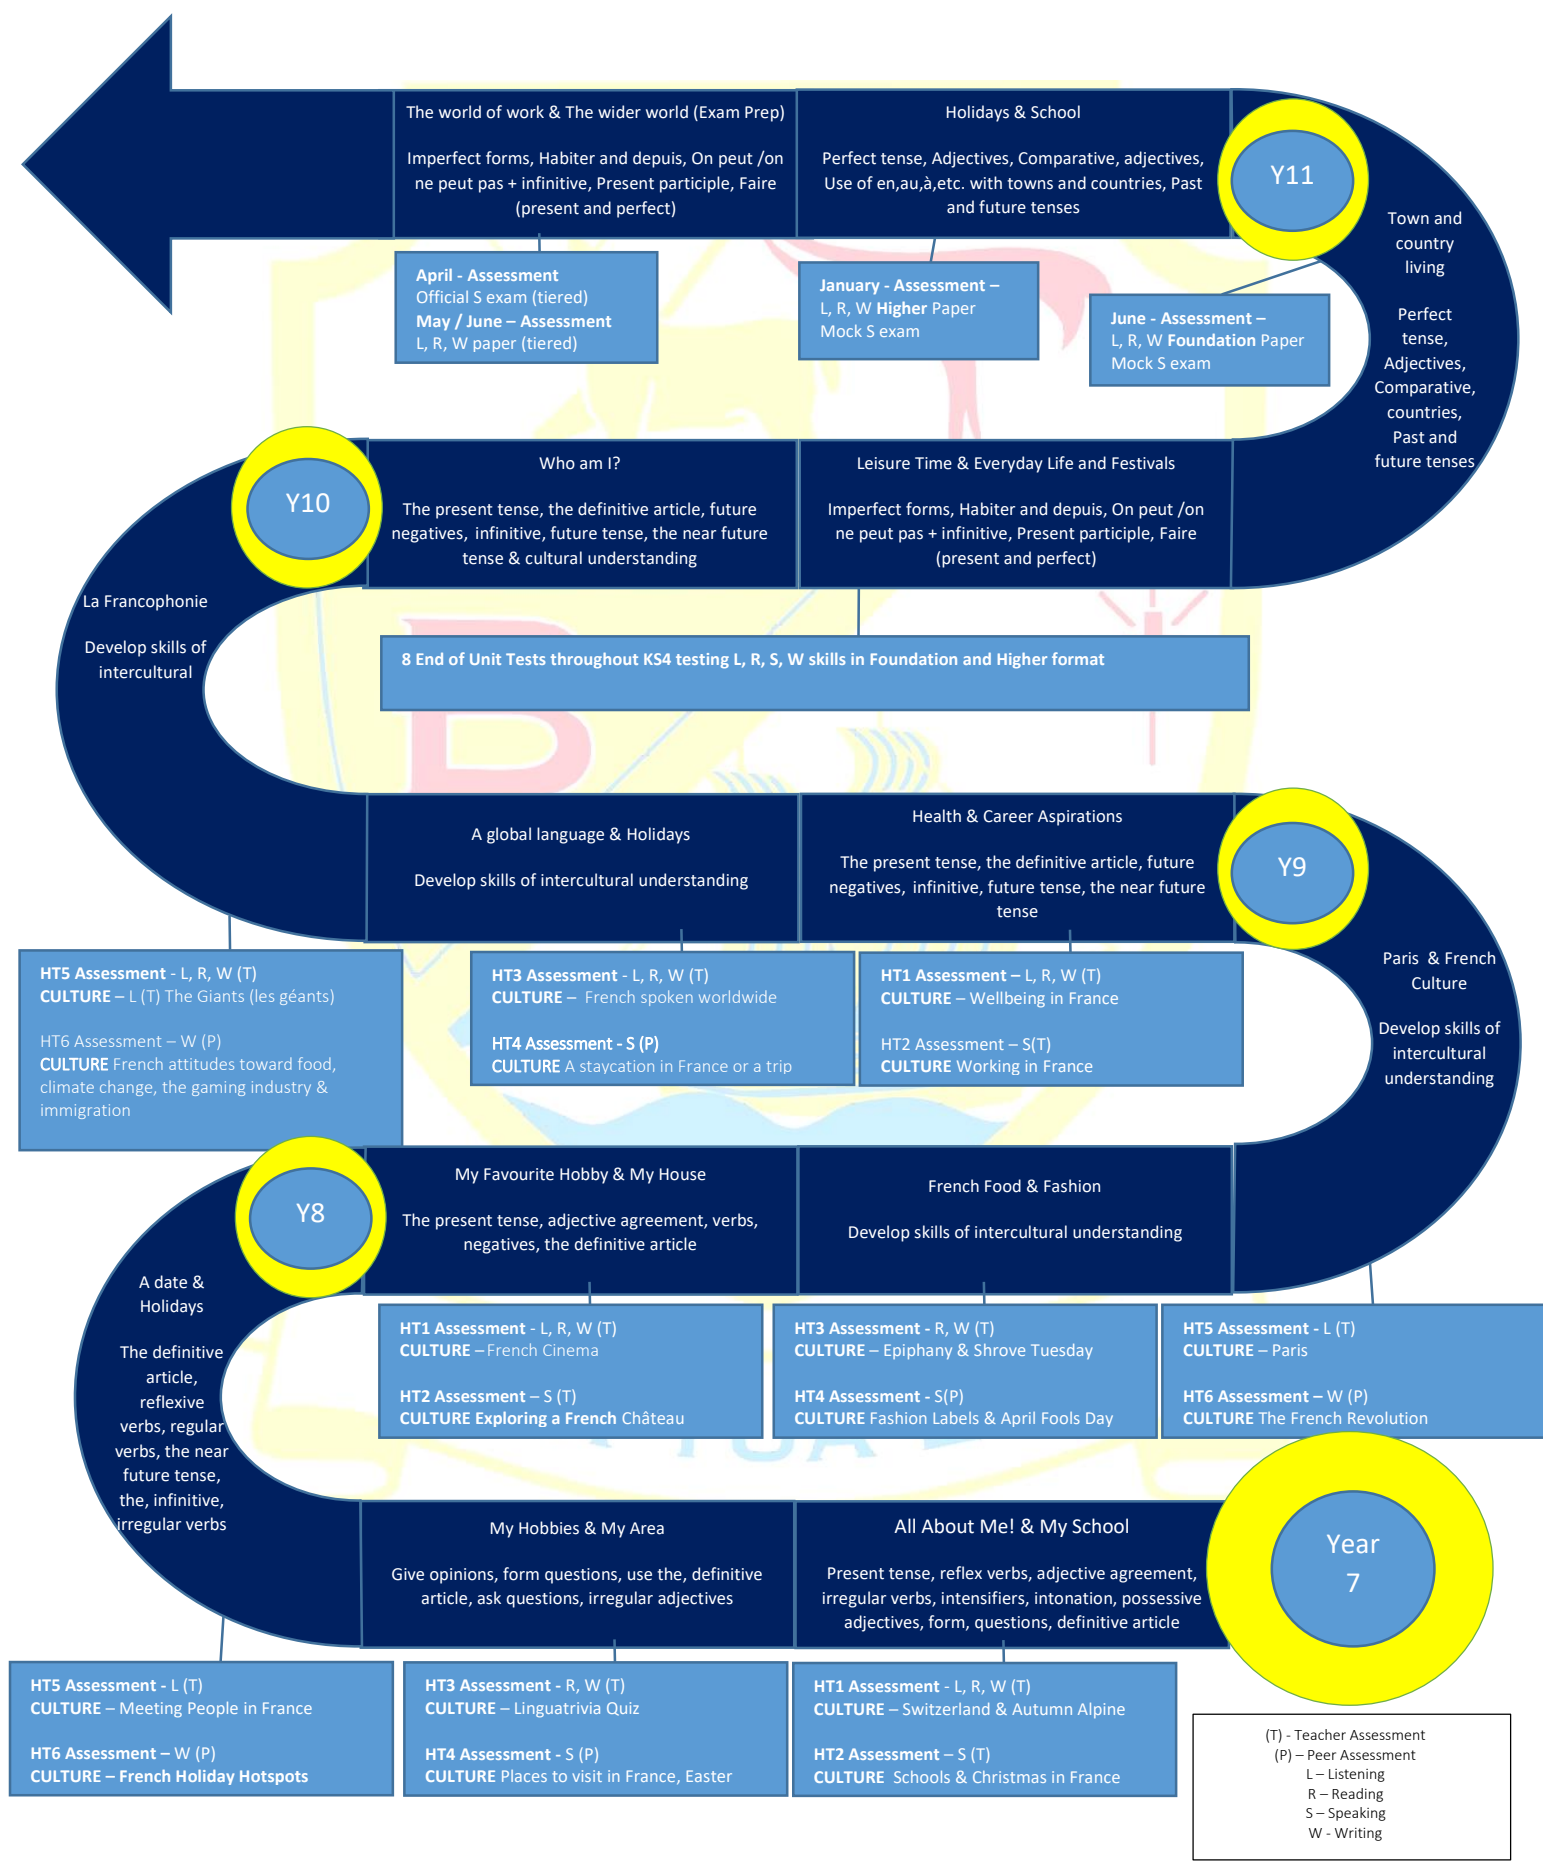 The world of work & The wider world (Exam Prep)
Imperfect forms, Habiter and depuis, On peut /on
ne peut pas + infinitive, Present participle, Faire
(present and perfect)
Holidays & School
Perfect tense, Adjectives, Comparative, adjectives,
Use of en,au,à,etc. with towns and countries, Past
and future tenses
Y11
Town and
country
living
Perfect
tense,
Adjectives,
Comparative,
countries,
Past and
future tenses
April - Assessment
Official S exam (tiered)
May / June – Assessment
L, R, W paper (tiered)
January - Assessment –
L, R, W Higher Paper
Mock S exam
June - Assessment –
L, R, W Foundation Paper
Mock S exam
Y10
Who am I?
The present tense, the definitive article, future
negatives, infinitive, future tense, the near future
tense & cultural understanding
Leisure Time & Everyday Life and Festivals
Imperfect forms, Habiter and depuis, On peut /on
ne peut pas + infinitive, Present participle, Faire
(present and perfect)
La Francophonie
Develop skills of
intercultural
8 End of Unit Tests throughout KS4 testing L, R, S, W skills in Foundation and Higher format
A global language & Holidays
Develop skills of intercultural understanding
Health & Career Aspirations
The present tense, the definitive article, future
negatives, infinitive, future tense, the near future
tense
Y9
Paris & French
Culture
Develop skills of
intercultural
understanding
HT5 Assessment - L, R, W (T)
CULTURE – L (T) The Giants (les géants)
HT6 Assessment – W (P)
CULTURE French attitudes toward food,
climate change, the gaming industry &
immigration
HT3 Assessment - L, R, W (T)
CULTURE – French spoken worldwide
HT4 Assessment - S (P)
CULTURE A staycation in France or a trip
HT1 Assessment – L, R, W (T)
CULTURE – Wellbeing in France
HT2 Assessment – S(T)
CULTURE Working in France
Y8
My Favourite Hobby & My House
The present tense, adjective agreement, verbs,
negatives, the definitive article
French Food & Fashion
Develop skills of intercultural understanding
A date &
Holidays
The definitive
article,
reflexive
verbs, regular
verbs, the near
future tense,
the, infinitive,
irregular verbs
HT1 Assessment - L, R, W (T)
CULTURE – French Cinema
HT2 Assessment – S (T)
CULTURE Exploring a French Château
HT3 Assessment - R, W (T)
CULTURE – Epiphany & Shrove Tuesday
HT4 Assessment - S(P)
CULTURE Fashion Labels & April Fools Day
HT5 Assessment - L (T)
CULTURE – Paris
HT6 Assessment – W (P)
CULTURE The French Revolution
My Hobbies & My Area
Give opinions, form questions, use the, definitive
article, ask questions, irregular adjectives
All About Me! & My School
Present tense, reflex verbs, adjective agreement,
irregular verbs, intensifiers, intonation, possessive
adjectives, form, questions, definitive article
Year
7
HT5 Assessment - L (T)
CULTURE – Meeting People in France
HT6 Assessment – W (P)
CULTURE – French Holiday Hotspots
HT3 Assessment - R, W (T)
CULTURE – Linguatrivia Quiz
HT4 Assessment - S (P)
CULTURE Places to visit in France, Easter
HT1 Assessment - L, R, W (T)
CULTURE – Switzerland & Autumn Alpine
HT2 Assessment – S (T)
CULTURE Schools & Christmas in France
(T) - Teacher Assessment
(P) – Peer Assessment
L – Listening
R – Reading
S – Speaking
W - Writing